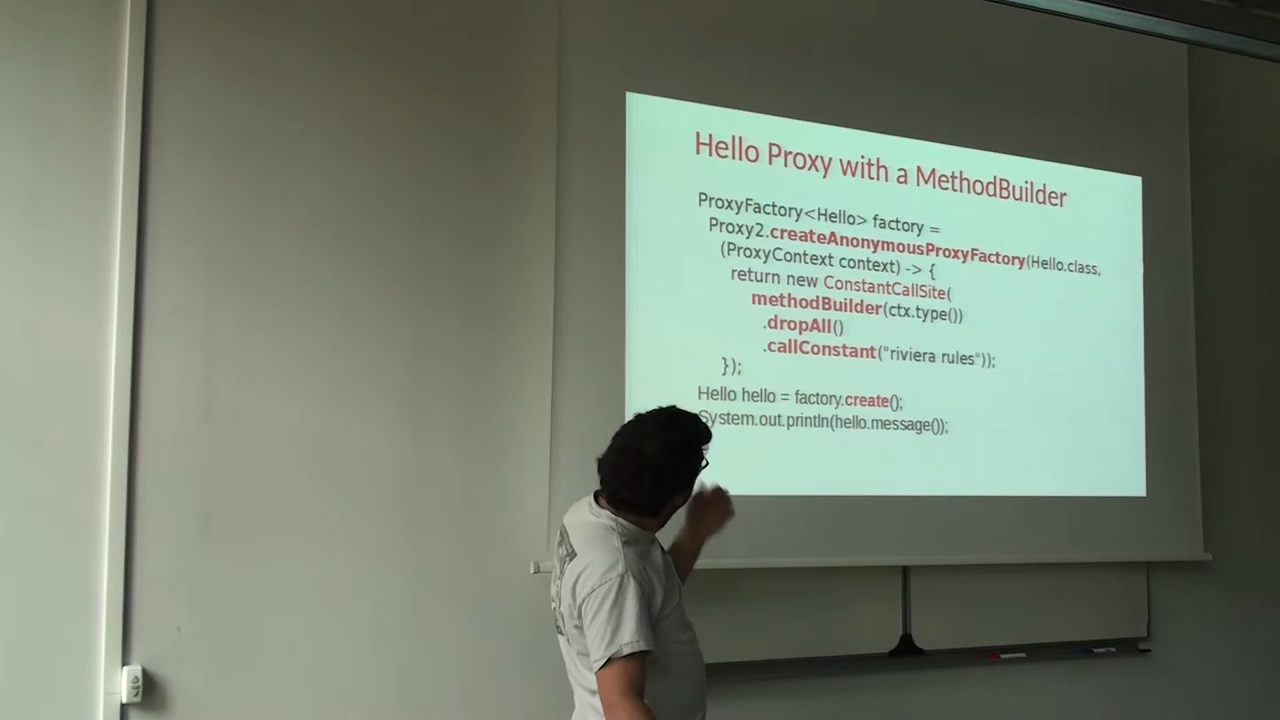 Hello Proxy with a MethodBuilder
ProxyFactory<Hello> factory =
Proxy2.createAnonymousProxyFactory(Hello.class,
(ProxyContext context) -> {
return new ConstantCallSite(
methodBuilder(ctx.type())
.dropAll()
.callConstant("riviera rules"));
});
Hello hello = factory.create();
System.out.println(hello.message());